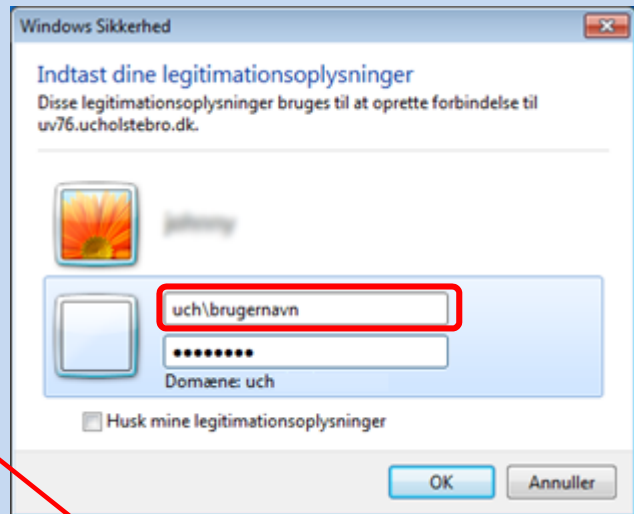 Windows Sikkerhed
Indtast dine legitimationsoplysninger
Disse legitimationsoplysninger bruges til at oprette forbindelse til
uv76.ucholstebro.dk.
uch\brugernavn
••••••••
Domæne: uch
Husk mine legitimationsoplysninger
OK
Annuller